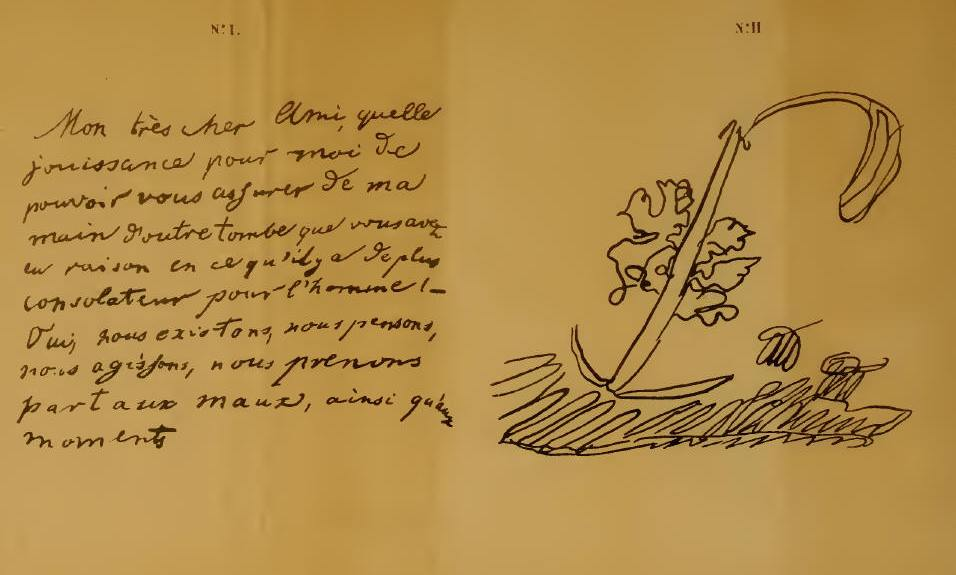 No. I.
No. II
Mon très cher Ami, quelle
jouissance pour moi de
pouvoir vous assurer de ma
main d'outre tombe que vous avez
eu raison en ce qu'il y a de plus
consolateur pour l'homme! –
Oui, nous existons, nous pensons,
nous agissons, nous prenons
part aux maux, ainsi qu'aux
moments